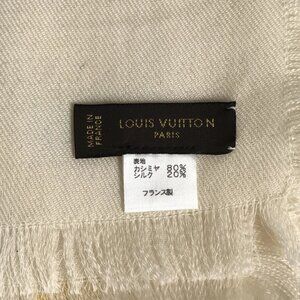 MADE IN
FRANCE
LOUIS VUITTON
PARIS
表地
カシミヤ 80%
シルク 20%
フランス製